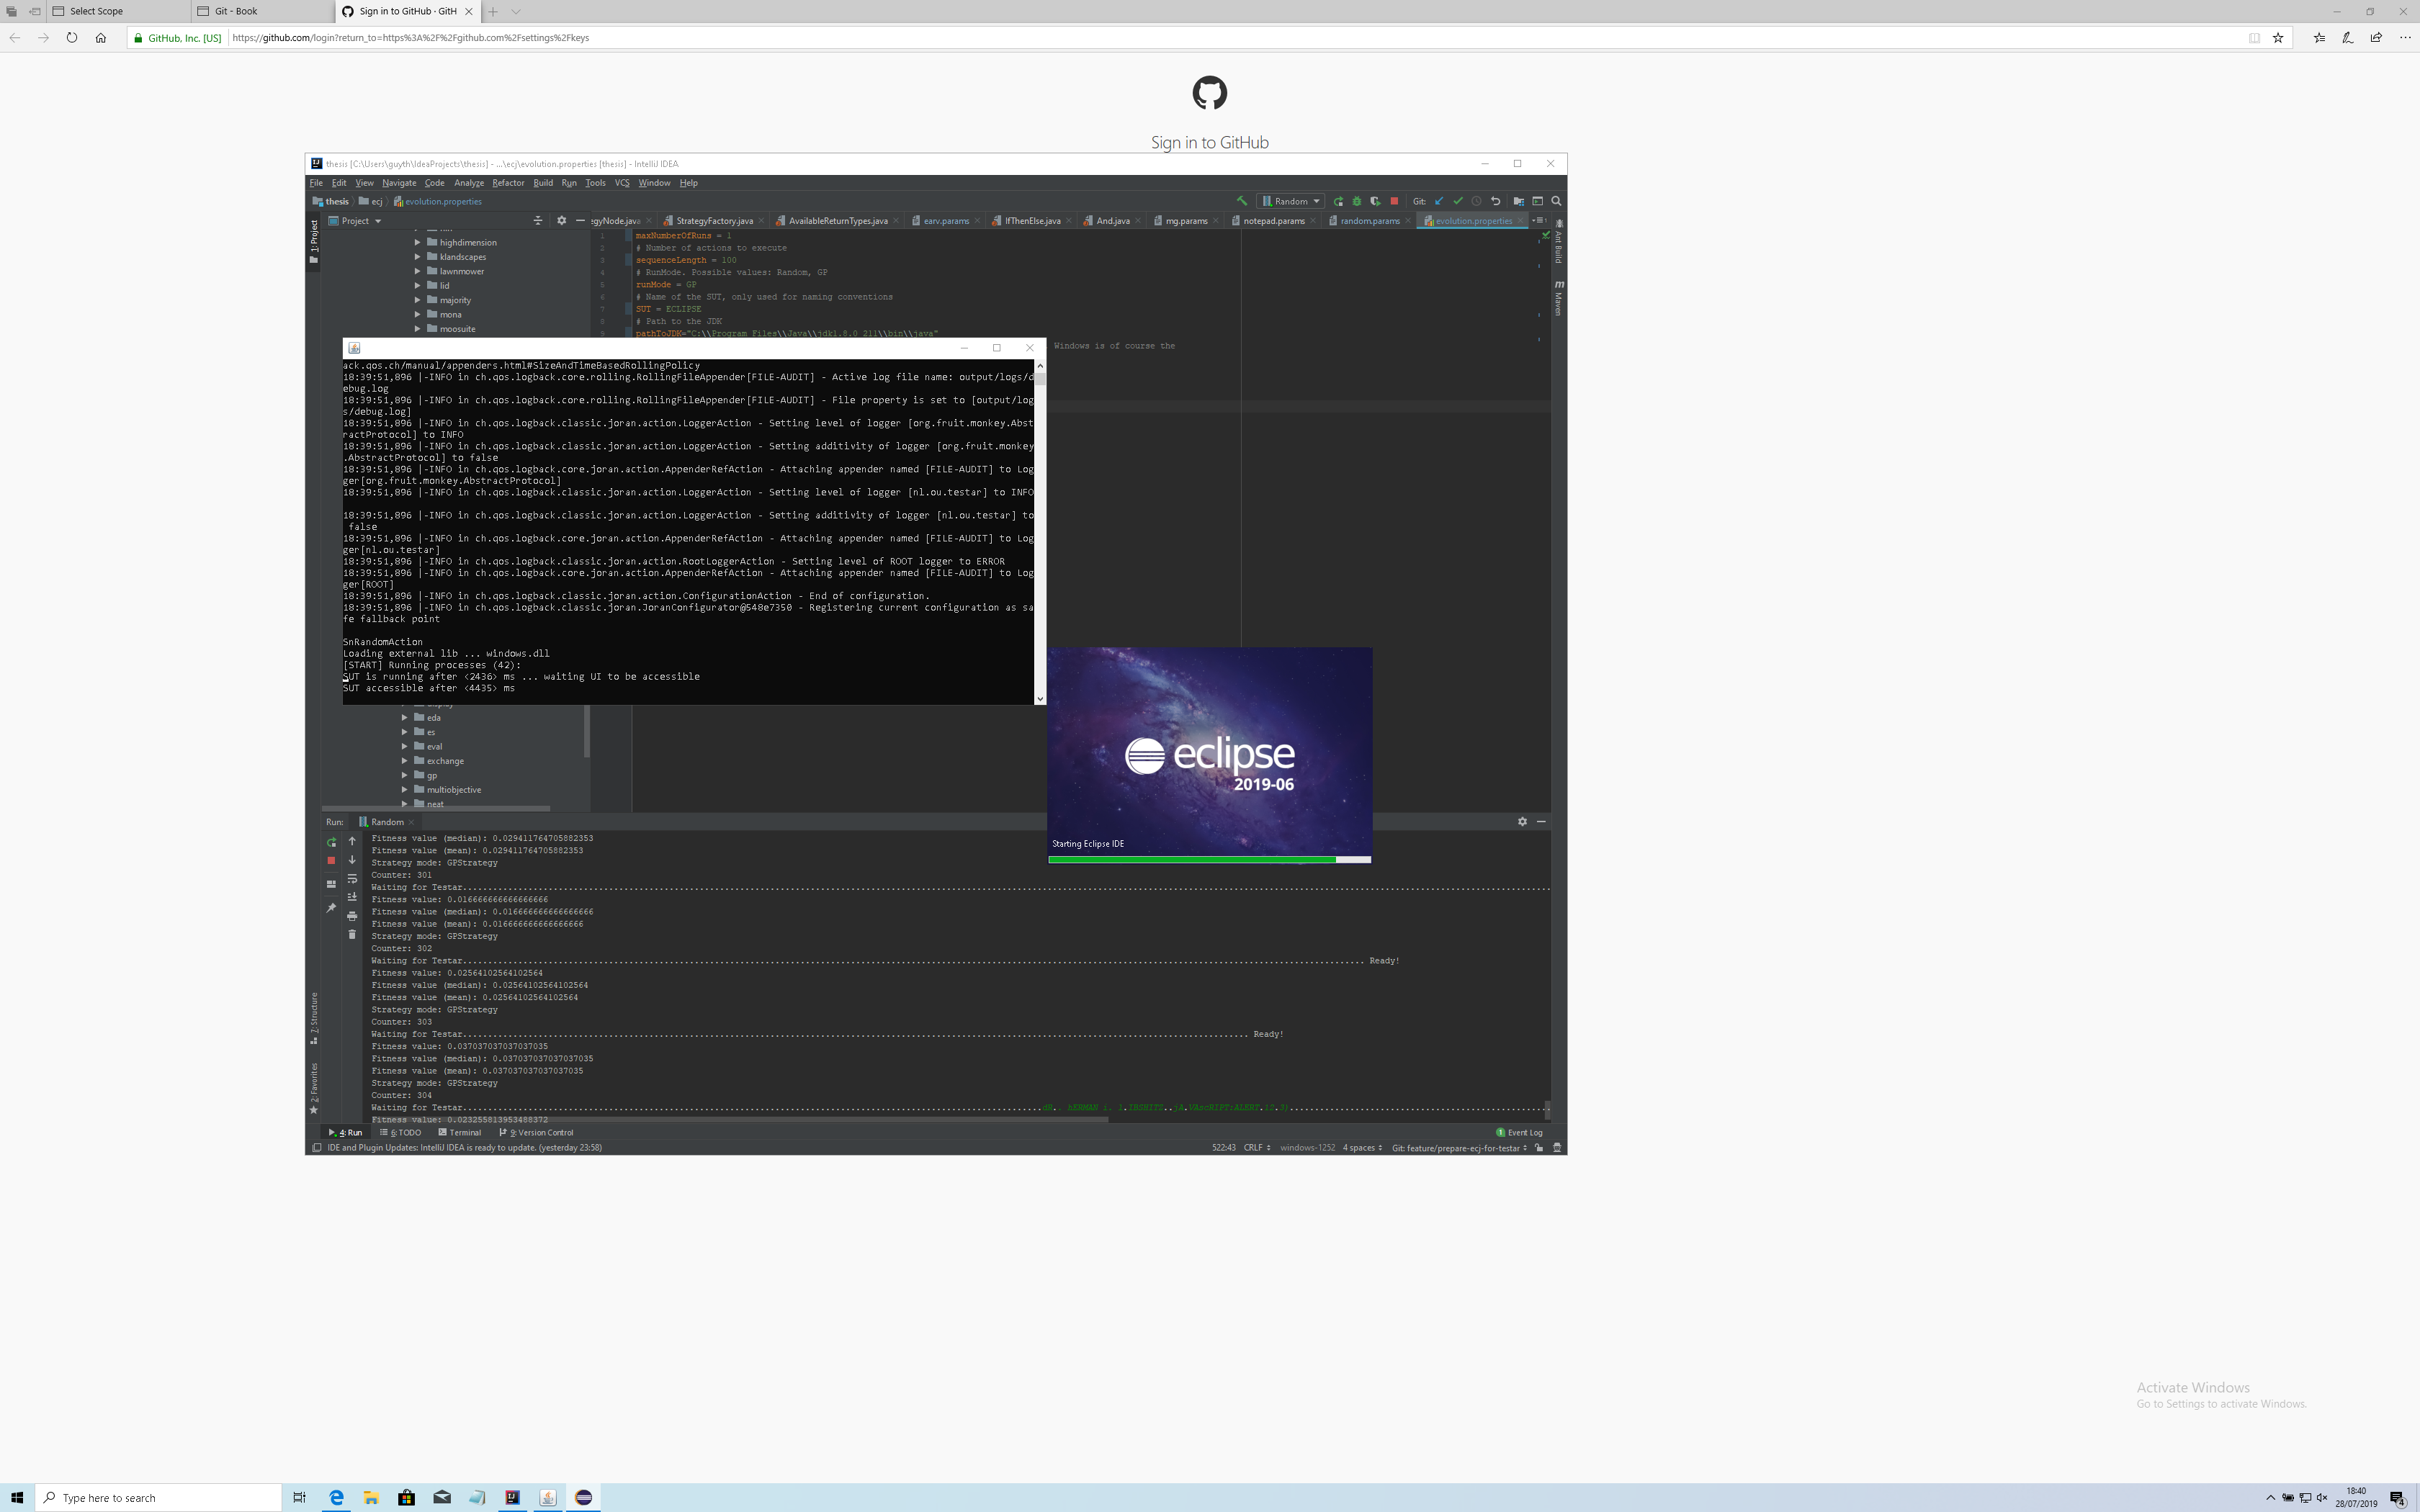 Select Scope
Git - Book
Sign in to GitHub · GitH
GitHub, Inc. [US]
https://github.com/login?return_to=https%3A%2F%2Fgithub.com%2Fsettings%2Fkeys
Sign in to GitHub
thesis [C:\Users\guyth\IdeaProjects\thesis] - ...\ecj\evolution.properties [thesis] - IntelliJ IDEA
File Edit View Navigate Code Analyze Refactor Build Run Tools VCS Window Help
thesis ecj evolution.properties
Random
Git:
Project
egyNode.java StrategyFactory.java AvailableReturnTypes.java earv.params IfThenElse.java And.java mg.params notepad.params random.params evolution.properties
1: Project
Ant Build
Maven
highdimension
klandscapes
lawnmower
lid
majority
mona
moosuite
1 maxNumberOfRuns = 1
2 # Number of actions to execute
3 sequenceLength = 100
4 # RunMode. Possible values: Random, GP
5 runMode = GP
6 # Name of the SUT, only used for naming conventions
7 SUT = ECLIPSE
8 # Path to the JDK
9 pathToJDK="C:\\Program Files\\Java\\jdk1.8.0_211\\bin\\java"
Windows is of course the
ack.qos.ch/manual/appenders.html#SizeAndTimeBasedRollingPolicy
18:39:51,896 |-INFO in ch.qos.logback.core.rolling.RollingFileAppender[FILE-AUDIT] - Active log file name: output/logs/d
ebug.log
18:39:51,896 |-INFO in ch.qos.logback.core.rolling.RollingFileAppender[FILE-AUDIT] - File property is set to [output/log
s/debug.log]
18:39:51,896 |-INFO in ch.qos.logback.classic.joran.action.LoggerAction - Setting level of logger [org.fruit.monkey.Abst
ractProtocol] to INFO
18:39:51,896 |-INFO in ch.qos.logback.classic.joran.action.LoggerAction - Setting additivity of logger [org.fruit.monkey
.AbstractProtocol] to false
18:39:51,896 |-INFO in ch.qos.logback.core.joran.action.AppenderRefAction - Attaching appender named [FILE-AUDIT] to Log
ger[org.fruit.monkey.AbstractProtocol]
18:39:51,896 |-INFO in ch.qos.logback.classic.joran.action.LoggerAction - Setting level of logger [nl.ou.testar] to INFO
18:39:51,896 |-INFO in ch.qos.logback.classic.joran.action.LoggerAction - Setting additivity of logger [nl.ou.testar] to
false
18:39:51,896 |-INFO in ch.qos.logback.core.joran.action.AppenderRefAction - Attaching appender named [FILE-AUDIT] to Log
ger[nl.ou.testar]
18:39:51,896 |-INFO in ch.qos.logback.classic.joran.action.RootLoggerAction - Setting level of ROOT logger to ERROR
18:39:51,896 |-INFO in ch.qos.logback.core.joran.action.AppenderRefAction - Attaching appender named [FILE-AUDIT] to Log
ger[ROOT]
18:39:51,896 |-INFO in ch.qos.logback.classic.joran.action.ConfigurationAction - End of configuration.
18:39:51,896 |-INFO in ch.qos.logback.classic.joran.JoranConfigurator@548e7350 - Registering current configuration as sa
fe fallback point
SnRandomAction
Loading external lib ... windows.dll
[START] Running processes (42):
SUT is running after <2436> ms ... waiting UI to be accessible
SUT accessible after <4435> ms
eda
es
eval
exchange
gp
multiobjective
neat
eclipse
2019-06
Starting Eclipse IDE
Run: Random
Fitness value (median): 0.029411764705882353
Fitness value (mean): 0.029411764705882353
Strategy mode: GPStrategy
Counter: 301
Waiting for Testar
Fitness value: 0.016666666666666666
Fitness value (median): 0.016666666666666666
Fitness value (mean): 0.016666666666666666
Strategy mode: GPStrategy
Counter: 302
Waiting for Testar Ready!
Fitness value: 0.02564102564102564
Fitness value (median): 0.02564102564102564
Fitness value (mean): 0.02564102564102564
Strategy mode: GPStrategy
Counter: 303
Waiting for Testar Ready!
Fitness value: 0.037037037037037035
Fitness value (median): 0.037037037037037035
Fitness value (mean): 0.037037037037037035
Strategy mode: GPStrategy
Counter: 304
Waiting for Testar
Fitness value: 0.023255813953488372
7: Structure
2: Favorites
4: Run 6: TODO Terminal 9: Version Control
1 Event Log
IDE and Plugin Updates: IntelliJ IDEA is ready to update. (yesterday 23:58)
522:43 CRLF windows-1252 4 spaces Git: feature/prepare-ecj-for-testar
Activate Windows
Go to Settings to activate Windows.
Type here to search
18:40
28/07/2019
4